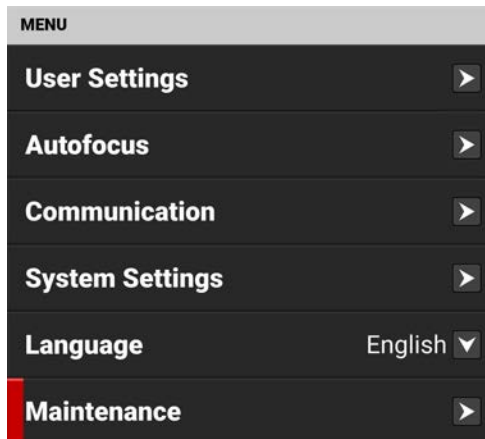 MENU
User Settings
Autofocus
Communication
System Settings
Language English
Maintenance